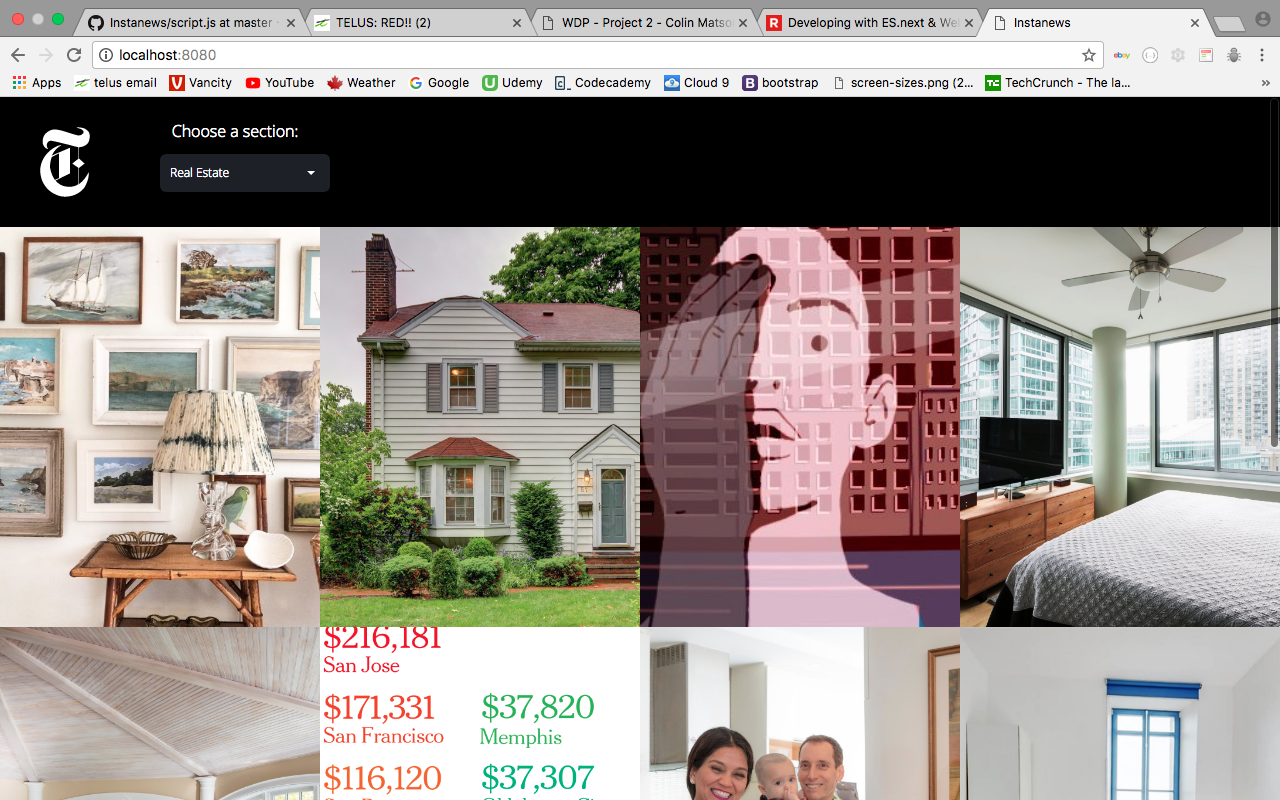 Instanews/script.js at master
TELUS: RED!! (2)
WDP - Project 2 - Colin Matso
Developing with ES.next & We
Instanews
localhost:8080
ebay
Apps
telus email
Vancity
YouTube
Weather
Google
Udemy
Codecademy
Cloud 9
bootstrap
screen-sizes.png (2...
TechCrunch - The la...
Choose a section:
Real Estate
$216,181
San Jose
$171,331
San Francisco
$37,820
Memphis
$116,120
$37,307